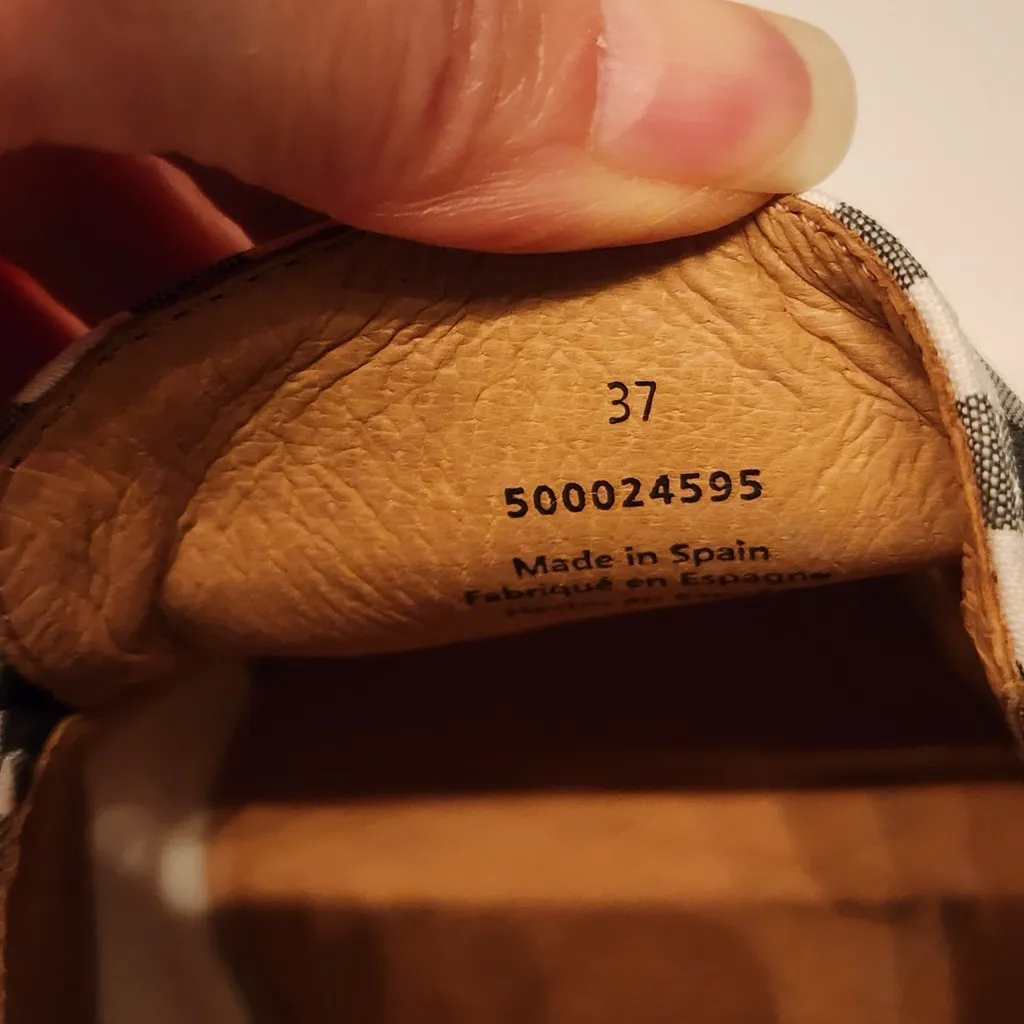 37
500024595
Made in Spain
Fabriqué en Espagne